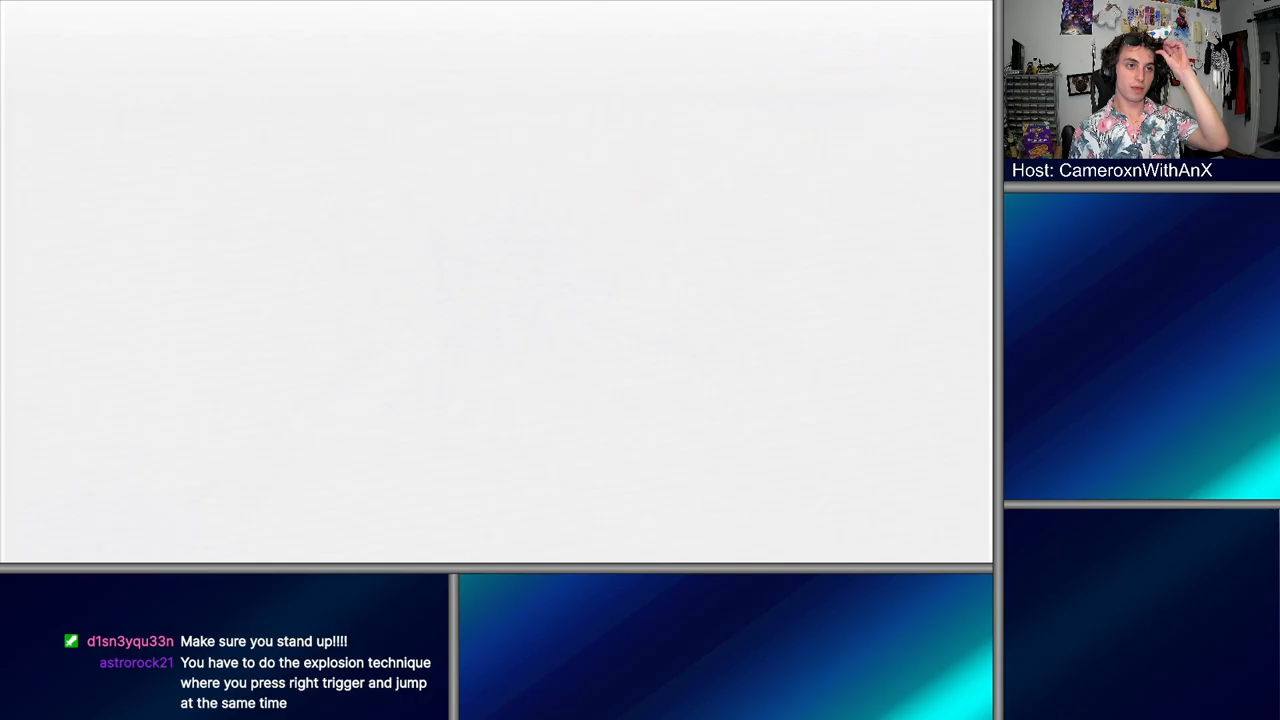 Host: CameroxnWithAnX
d1sn3yqu33n Make sure you stand up!!!!
astrorock21 You have to do the explosion technique
where you press right trigger and jump
at the same time